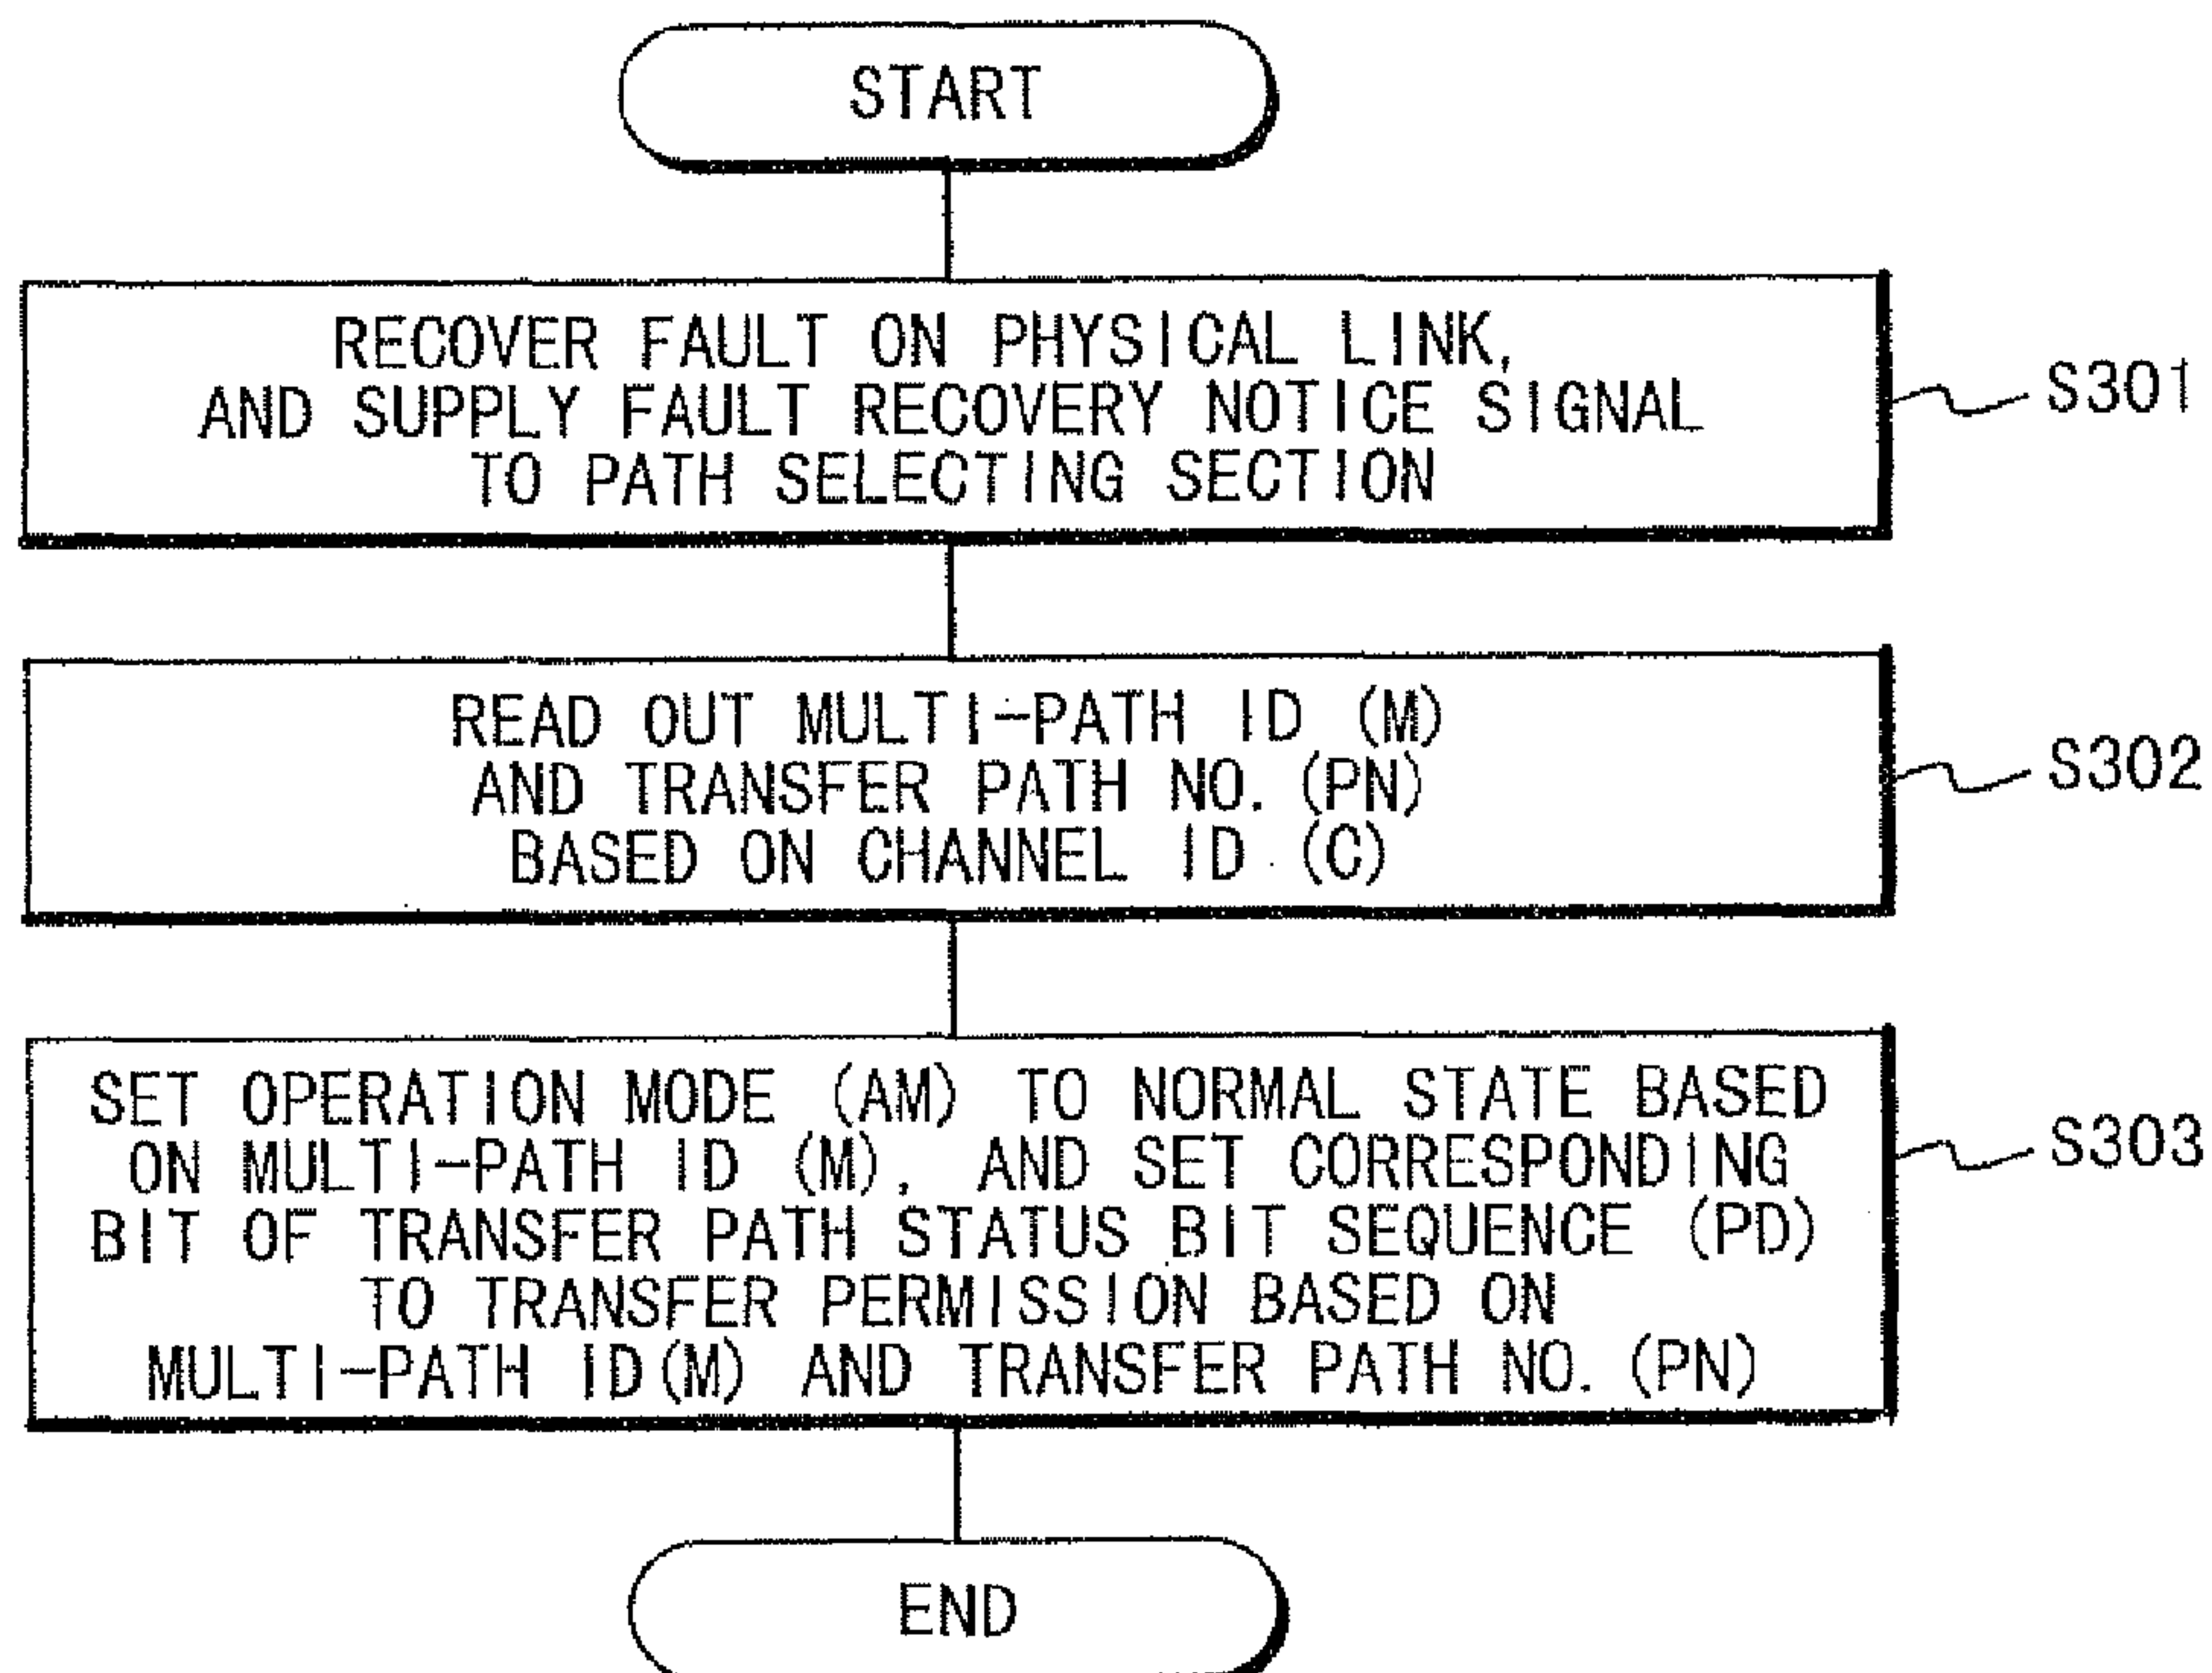 START
RECOVER FAULT ON PHYSICAL LINK,
AND SUPPLY FAULT RECOVERY NOTICE SIGNAL
TO PATH SELECTING SECTION
S301
READ OUT MULTI-PATH ID (M)
AND TRANSFER PATH NO. (PN)
BASED ON CHANNEL ID (C)
S302
SET OPERATION MODE (AM) TO NORMAL STATE BASED
ON MULTI-PATH ID (M), AND SET CORRESPONDING
BIT OF TRANSFER PATH STATUS BIT SEQUENCE (PD)
TO TRANSFER PERMISSION BASED ON
MULTI-PATH ID(M) AND TRANSFER PATH NO. (PN)
S303
END